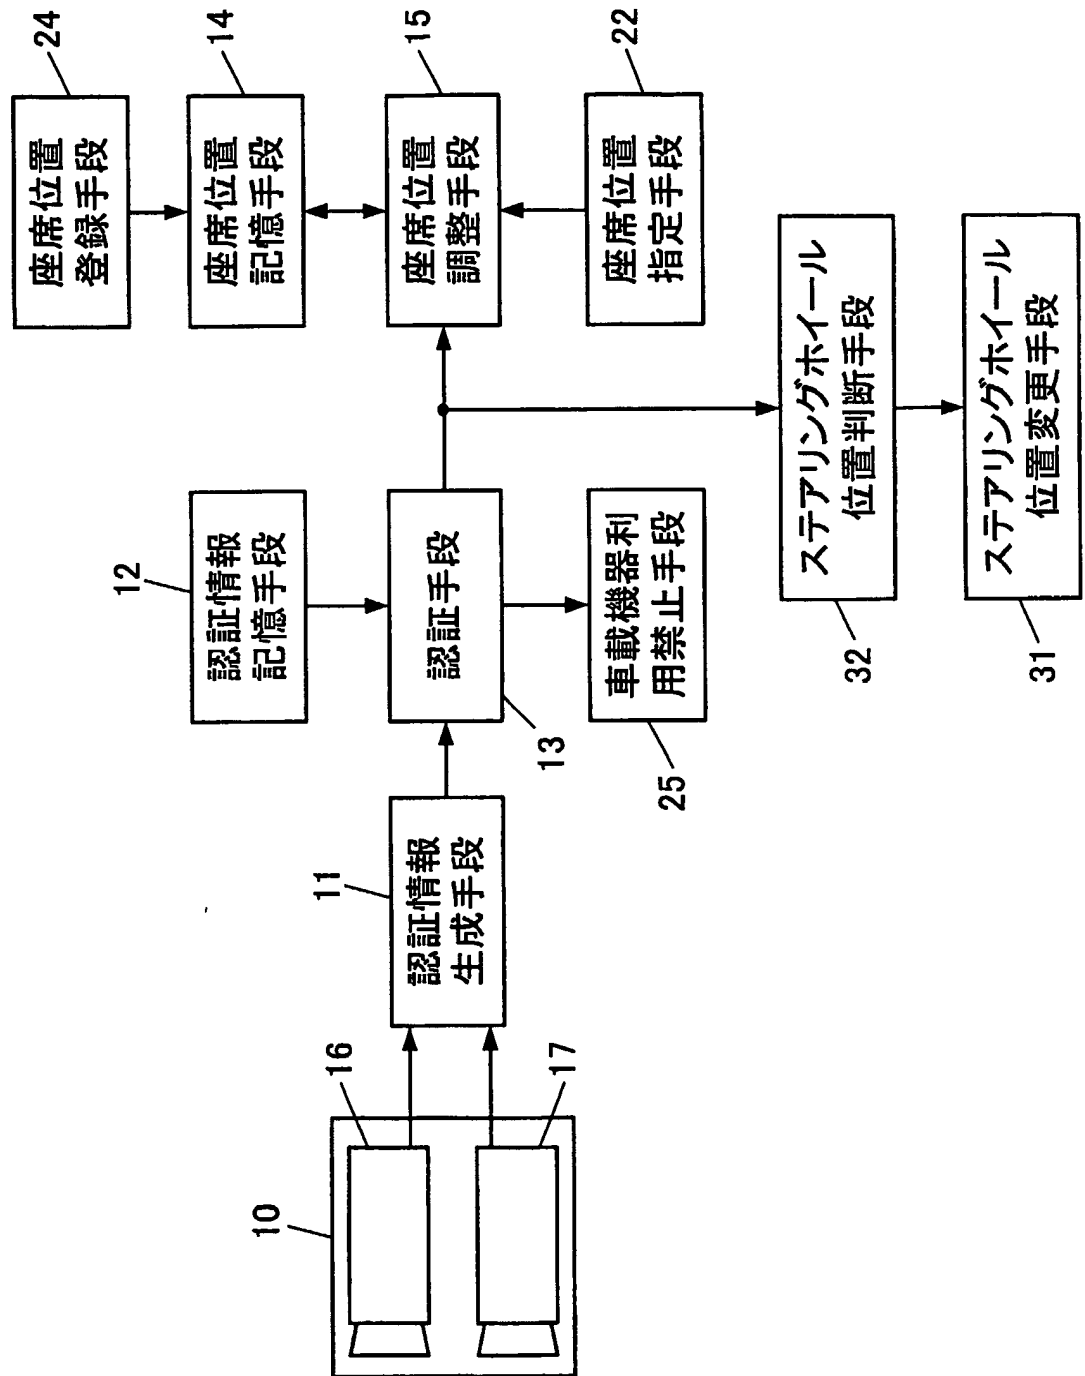 10
16
17
11
認証情報
生成手段
12
認証情報
記憶手段
認証手段
13
車載機器利
用禁止手段
25
24
座席位置
登録手段
14
座席位置
記憶手段
15
座席位置
調整手段
22
座席位置
指定手段
ステアリングホイール
位置判断手段
32
ステアリングホイール
位置変更手段
31